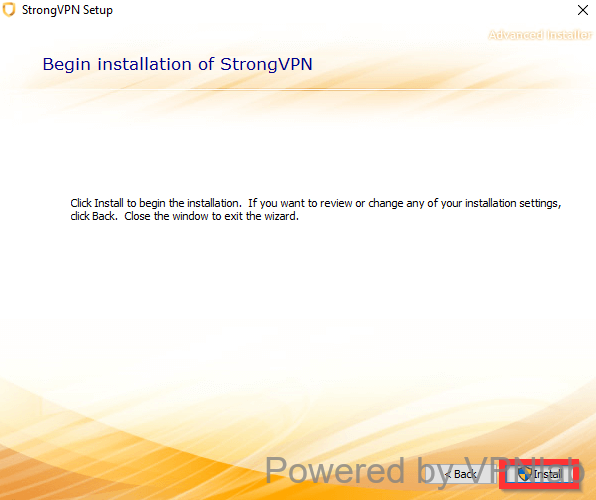 StrongVPN Setup
Advanced Installer
Begin installation of StrongVPN
Click Install to begin the installation.  If you want to review or change any of your installation settings,
click Back.  Close the window to exit the wizard.
< Back
Install
Powered by VPNlab